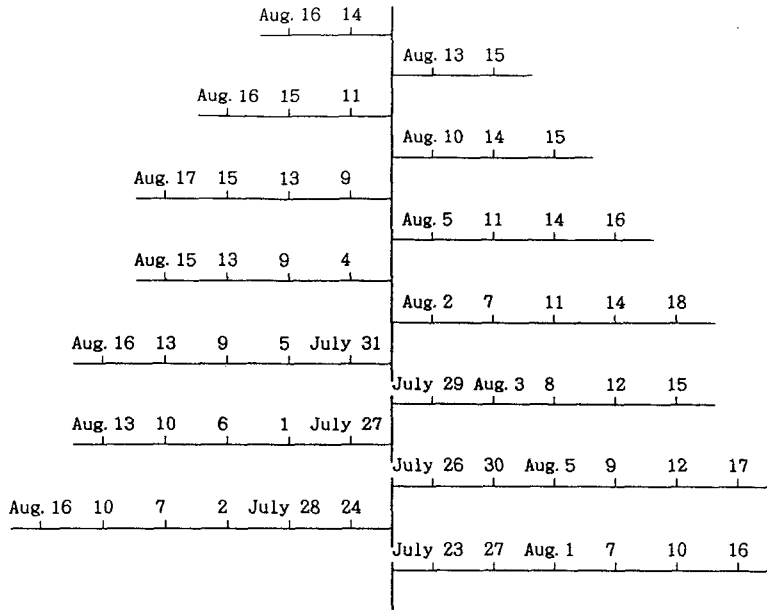 Aug. 16 14
Aug. 13 15
Aug. 16 15 11
Aug. 10 14 15
Aug. 17 15 13 9
Aug. 5 11 14 16
Aug. 15 13 9 4
Aug. 2 7 11 14 18
Aug. 16 13 9 5 July 31
July 29 Aug. 3 8 12 15
Aug. 13 10 6 1 July 27
July 26 30 Aug. 5 9 12 17
Aug. 16 10 7 2 July 28 24
July 23 27 Aug. 1 7 10 16